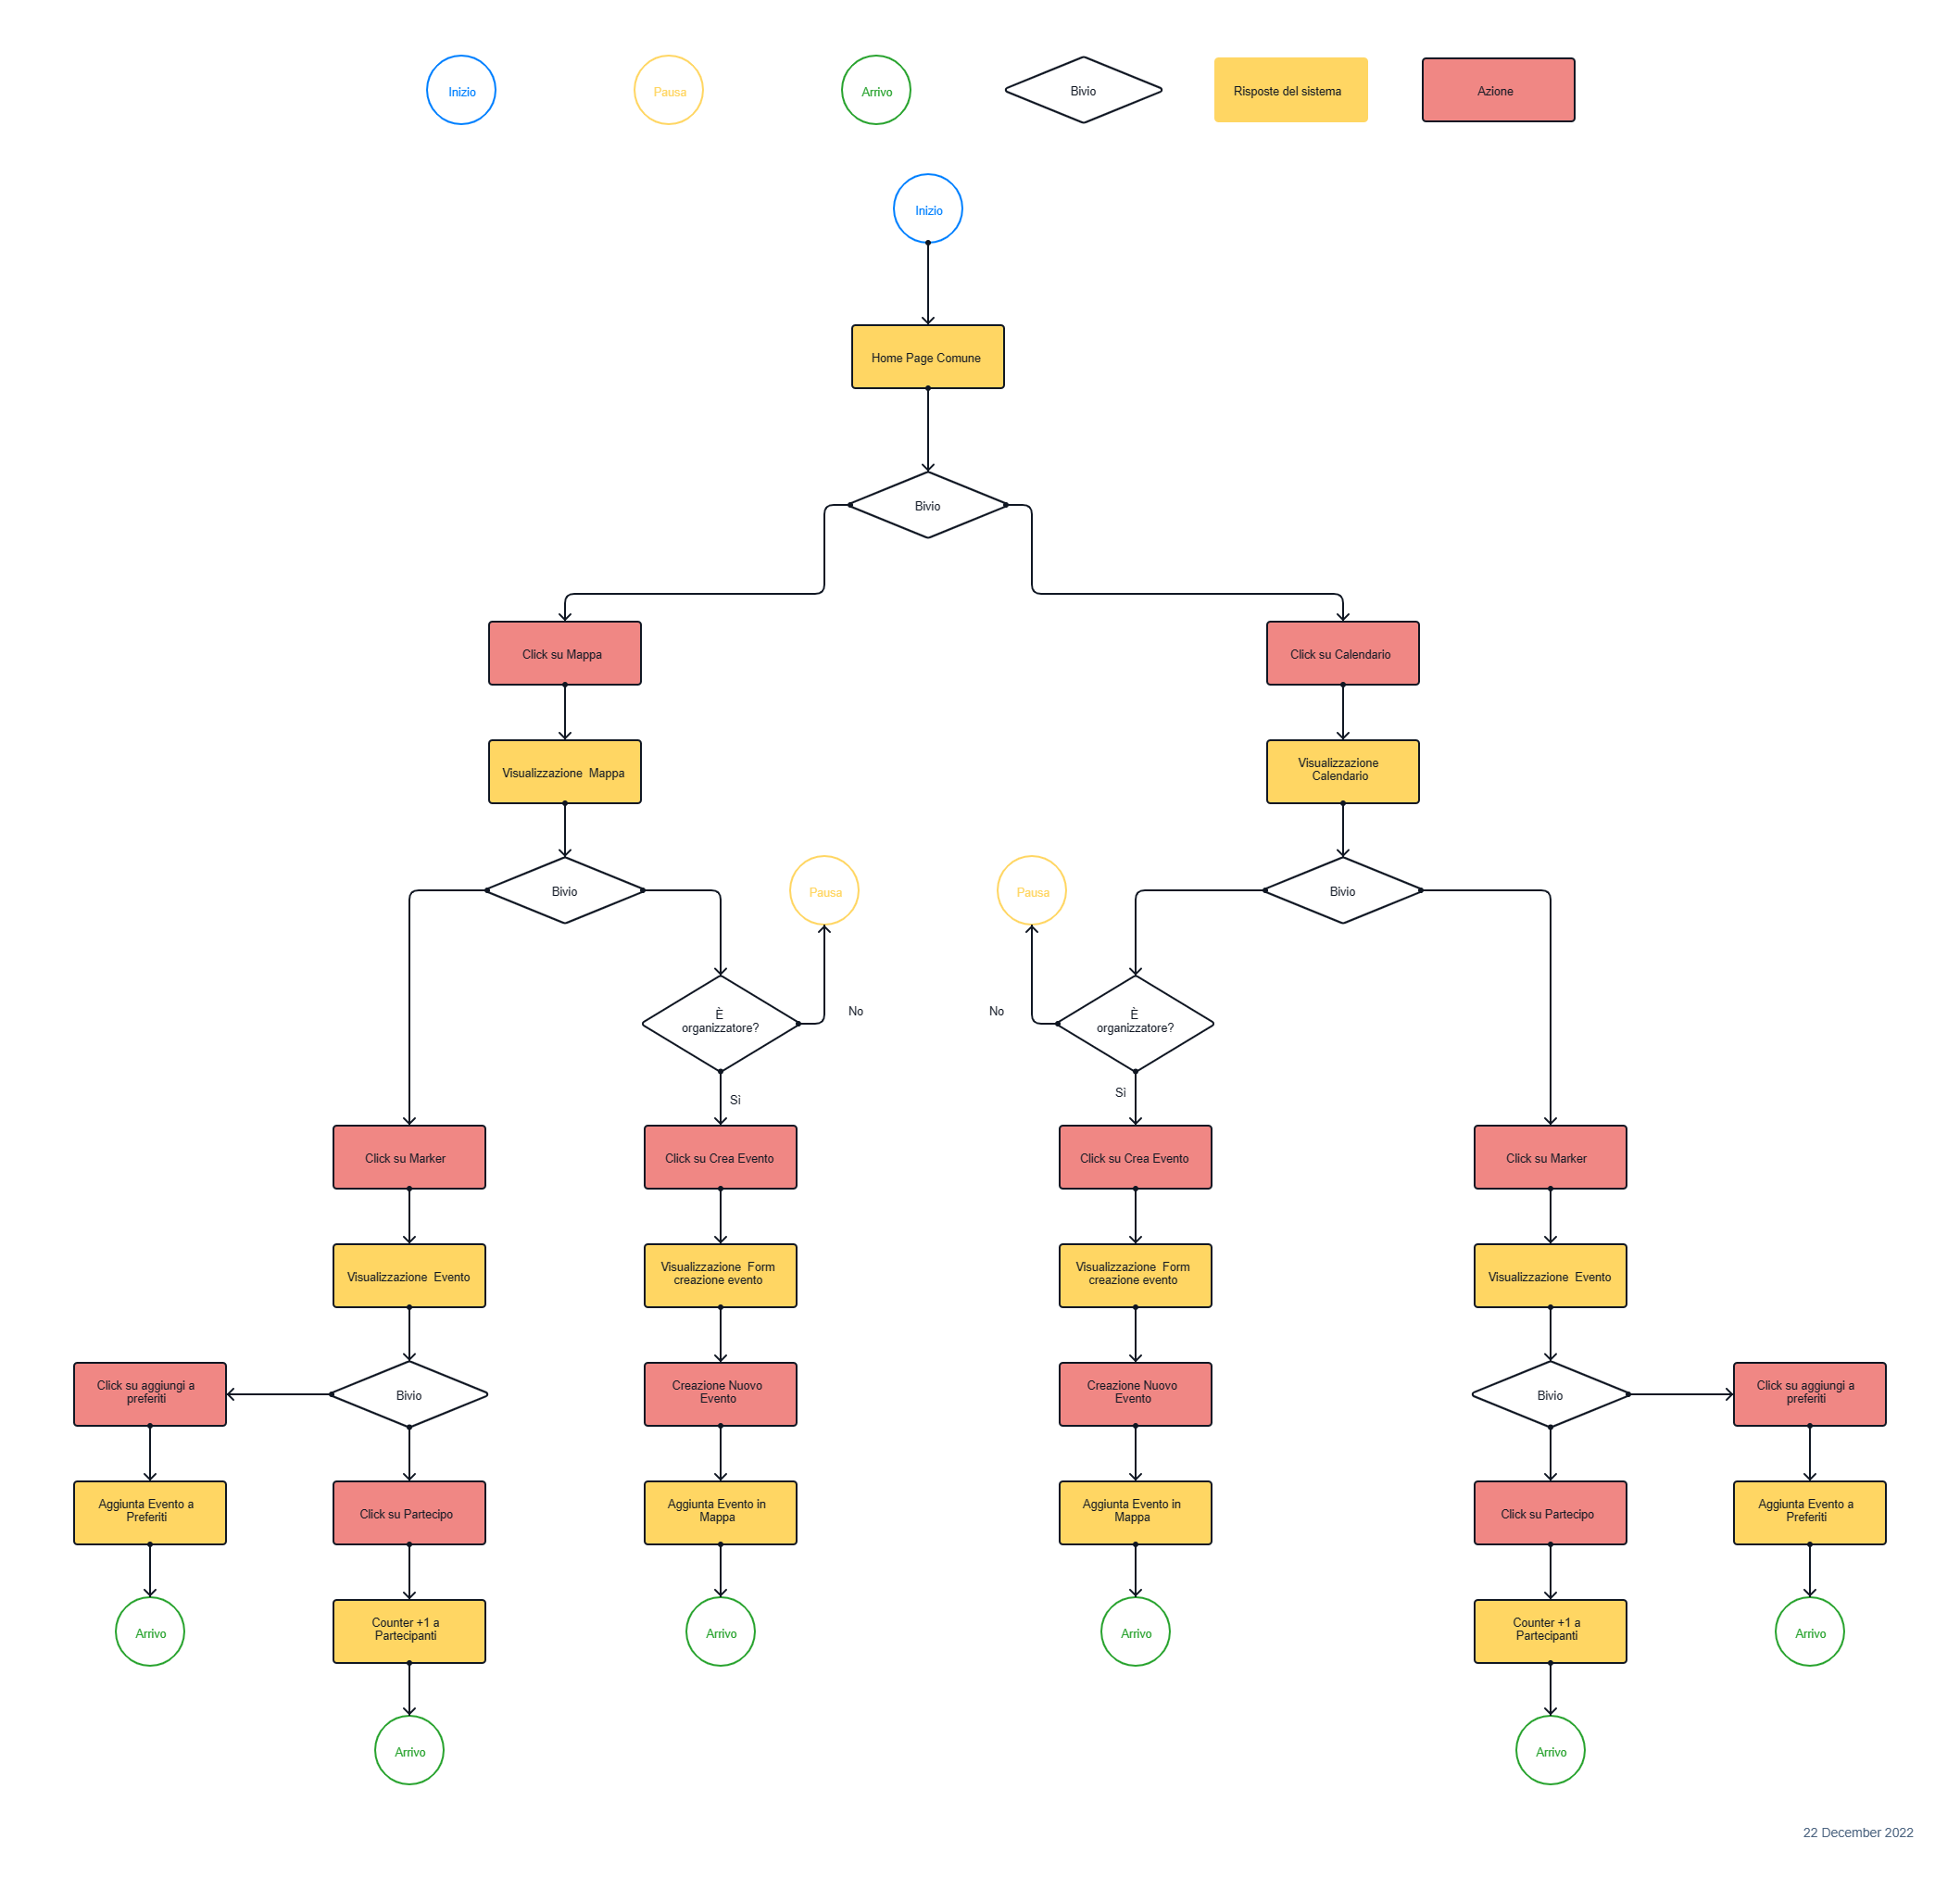 Inizio
Pausa
Arrivo
Bivio
Risposte del sistema
Azione
Inizio
Home Page Comune
Bivio
Click su Mappa
Click su Calendario
Visualizzazione  Mappa
Visualizzazione
Calendario
Bivio
Pausa
Pausa
Bivio
È
organizzatore?
No
No
È
organizzatore?
Si
Si
Click su Marker
Click su Crea Evento
Click su Crea Evento
Click su Marker
Visualizzazione  Evento
Visualizzazione  Form
creazione evento
Visualizzazione  Form
creazione evento
Visualizzazione  Evento
Click su aggiungi a
preferiti
Bivio
Creazione Nuovo
Evento
Creazione Nuovo
Evento
Bivio
Click su aggiungi a
preferiti
Aggiunta Evento a
Preferiti
Click su Partecipo
Aggiunta Evento in
Mappa
Aggiunta Evento in
Mappa
Click su Partecipo
Aggiunta Evento a
Preferiti
Arrivo
Counter +1 a
Partecipanti
Arrivo
Arrivo
Counter +1 a
Partecipanti
Arrivo
Arrivo
Arrivo
22 December 2022